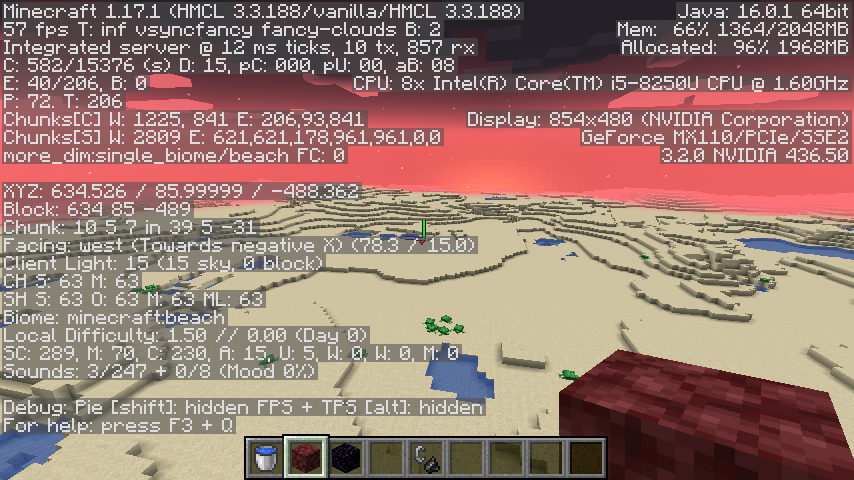 Minecraft 1.17.1 (HMCL 3.3.188/vanilla/HMCL 3.3.188)
Java: 16.0.1 64bit
57 fps T: inf vsyncfancy fancy-clouds B: 2
Mem: 66% 1364/2048MB
Integrated server @ 12 ms ticks, 10 tx, 857 rx
Allocated: 96% 1968MB
C: 582/15376 (s) D: 15, pC: 000, pU: 00, aB: 08
E: 40/206, B: 0
CPU: 8x Intel(R) Core(TM) i5-8250U CPU @ 1.60GHz
P: 72. T: 206
Chunks[C] W: 1225, 841 E: 206,93,841
Display: 854x480 (NVIDIA Corporation)
Chunks[S] W: 2809 E: 621,621,178,961,961,0,0
GeForce MX110/PCIe/SSE2
more_dim:single_biome/beach FC: 0
3.2.0 NVIDIA 436.50
XYZ: 634.526 / 85.99999 / -488.363
Block: 634 85 -489
Chunk: 10 5 7 in 39 5 -31
Facing: west (Towards negative X) (78.3 / 15.0)
Client Light: 15 (15 sky, 0 block)
CH S: 63 M: 63
SH S: 63 O: 63 M: 63 ML: 63
Biome: minecraft:beach
Local Difficulty: 1.50 // 0.00 (Day 0)
SC: 289, M: 70, C: 230, A: 15, U: 5, W: 0, W: 0, M: 0
Sounds: 3/247 + 0/8 (Mood 0%)
Debug: Pie [shift]: hidden FPS + TPS [alt]: hidden
For help: press F3 + Q